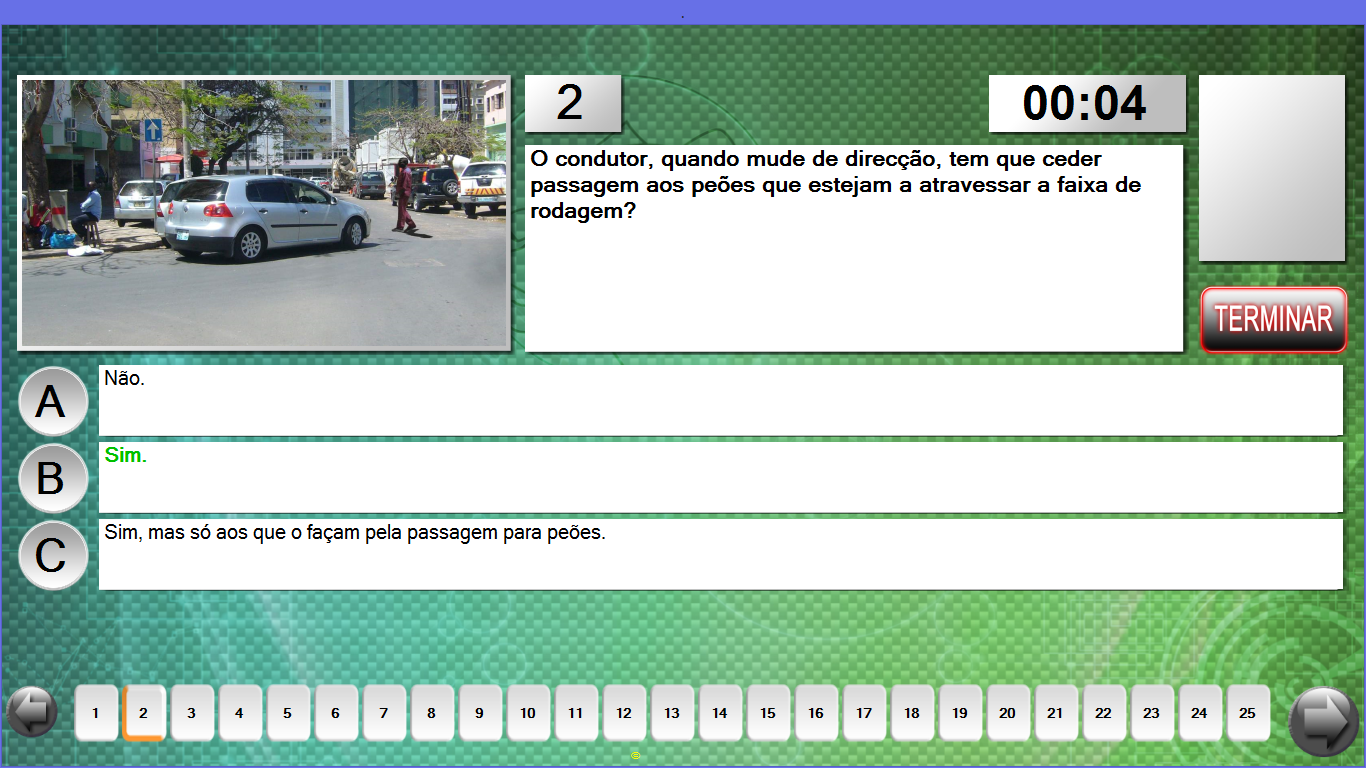 2
00:04
O condutor, quando mude de direcção, tem que ceder
passagem aos peões que estejam a atravessar a faixa de
rodagem?
TERMINAR
A
Não.
B
Sim.
C
Sim, mas só aos que o façam pela passagem para peões.
1 2 3 4 5 6 7 8 9 10 11 12 13 14 15 16 17 18 19 20 21 22 23 24 25
©